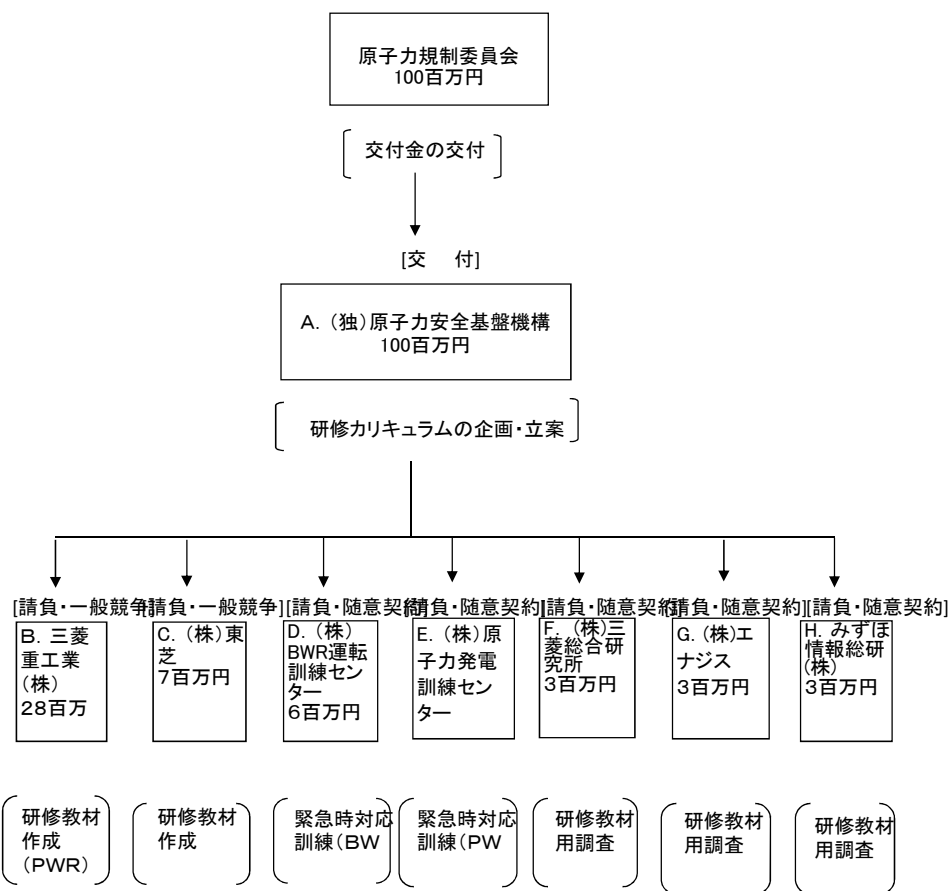 原子力規制委員会
100百万円
交付金の交付
[交 付]
A.(独)原子力安全基盤機構
100百万円
研修カリキュラムの企画・立案
[請負・一般競争]
[請負・一般競争]
[請負・随意契約]
[請負・随意契約]
[請負・随意契約]
[請負・随意契約]
[請負・随意契約]
B.三菱
重工業
(株)
28百万
C.(株)東
芝
7百万円
D.(株)
BWR運転
訓練セン
ター
6百万円
E.(株)原
子力発電
訓練セン
ター
F.(株)三
菱総合研
究所
3百万円
G.(株)エ
ナジス
3百万円
H.みずほ
情報総研
(株)
3百万円
研修教材
作成
(PWR)
研修教材
作成
緊急時対応
訓練(BW
緊急時対応
訓練(PW
研修教材
用調査
研修教材
用調査
研修教材
用調査